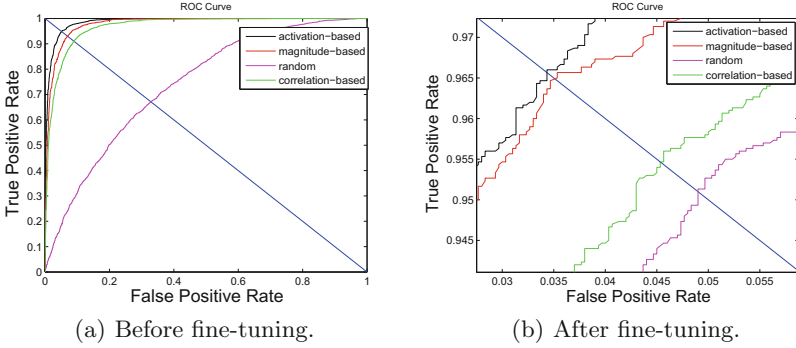 ROC Curve
True Positive Rate
1
0.9
0.8
0.7
0.6
0.5
0.4
0.3
0.2
0.1
0
activation-based
magnitude-based
random
correlation-based
0 0.2 0.4 0.6 0.8 1
False Positive Rate
(a) Before fine-tuning.
ROC Curve
True Positive Rate
0.97
0.965
0.96
0.955
0.95
0.945
activation-based
magnitude-based
random
correlation-based
0.03 0.035 0.04 0.045 0.05 0.055
False Positive Rate
(b) After fine-tuning.